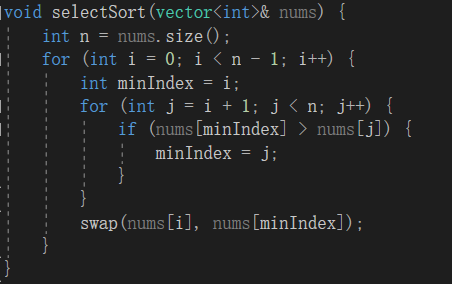 void selectSort(vector<int>& nums) {
    int n = nums.size();
    for (int i = 0; i < n - 1; i++) {
        int minIndex = i;
        for (int j = i + 1; j < n; j++) {
            if (nums[minIndex] > nums[j]) {
                minIndex = j;
            }
        }
        swap(nums[i], nums[minIndex]);
    }
}